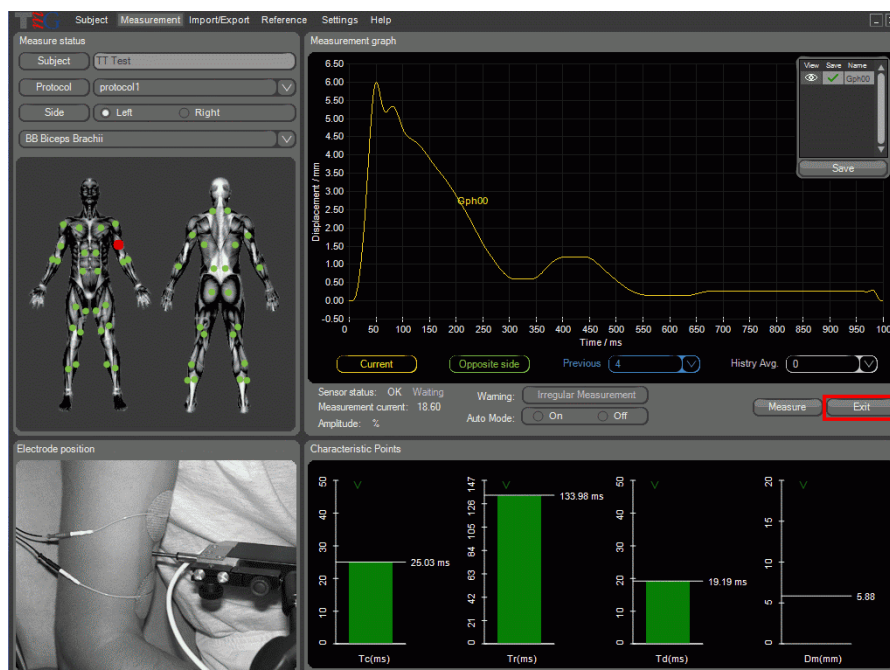 TMG Subject Measurement Import/Export Reference Settings Help
Measure status
Subject TT Test
Protocol protocol1
Side Left Right
BB Biceps Brachii
Measurement graph
Displacement / mm
6.50
6.00
5.50
5.00
4.50
4.00
3.50
3.00
2.50
2.00
1.50
1.00
0.50
0.00
-0.50
0 50 100 150 200 250 300 350 400 450 500 550 600 650 700 750 800 850 900 950 100
Time / ms
Gph00
View Save Name
Gph00
Save
Current Opposite side Previous 4 Histry Avg. 0
Sensor status: OK Waiting
Measurement current: 18.60
Amplitude: %
Warning: Irregular Measurement
Auto Mode: On Off
Measure Exit
Electrode position
Characteristic Points
50
40
30
20
10
0
V
25.03 ms
Tc(ms)
147
126
105
84
63
42
21
0
V
133.98 ms
Tr(ms)
50
40
30
20
10
0
V
19.19 ms
Td(ms)
20
15
10
5
0
V
5.88
Dm(mm)